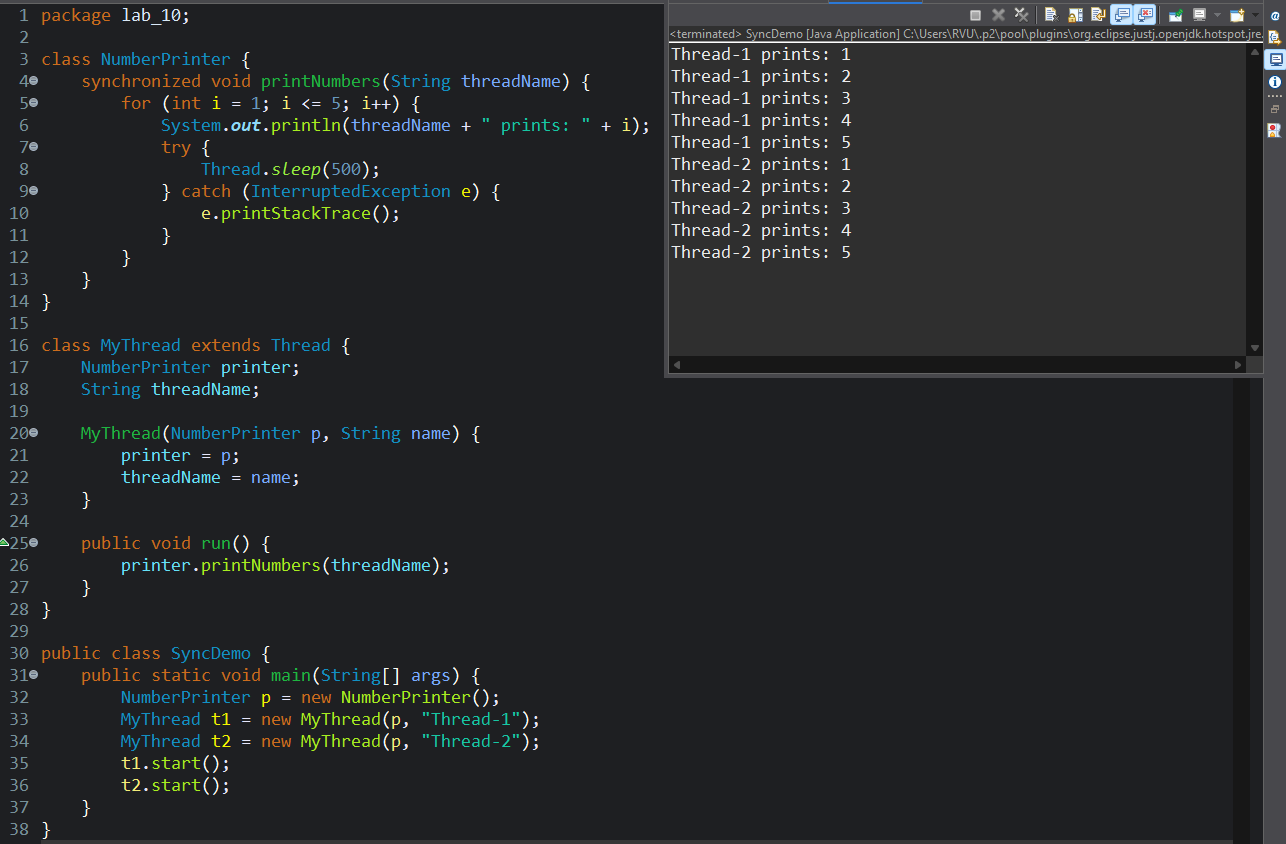 1 package lab_10;
2
3 class NumberPrinter {
4     synchronized void printNumbers(String threadName) {
5         for (int i = 1; i <= 5; i++) {
6             System.out.println(threadName + " prints: " + i);
7             try {
8                 Thread.sleep(500);
9             } catch (InterruptedException e) {
10                 e.printStackTrace();
11             }
12         }
13     }
14 }
15
16 class MyThread extends Thread {
17     NumberPrinter printer;
18     String threadName;
19
20     MyThread(NumberPrinter p, String name) {
21         printer = p;
22         threadName = name;
23     }
24
25     public void run() {
26         printer.printNumbers(threadName);
27     }
28 }
29
30 public class SyncDemo {
31     public static void main(String[] args) {
32         NumberPrinter p = new NumberPrinter();
33         MyThread t1 = new MyThread(p, "Thread-1");
34         MyThread t2 = new MyThread(p, "Thread-2");
35         t1.start();
36         t2.start();
37     }
38 }
<terminated> SyncDemo [Java Application] C:\Users\RVU\.p2\pool\plugins\org.eclipse.justj.openjdk.hotspot.jre.
Thread-1 prints: 1
Thread-1 prints: 2
Thread-1 prints: 3
Thread-1 prints: 4
Thread-1 prints: 5
Thread-2 prints: 1
Thread-2 prints: 2
Thread-2 prints: 3
Thread-2 prints: 4
Thread-2 prints: 5